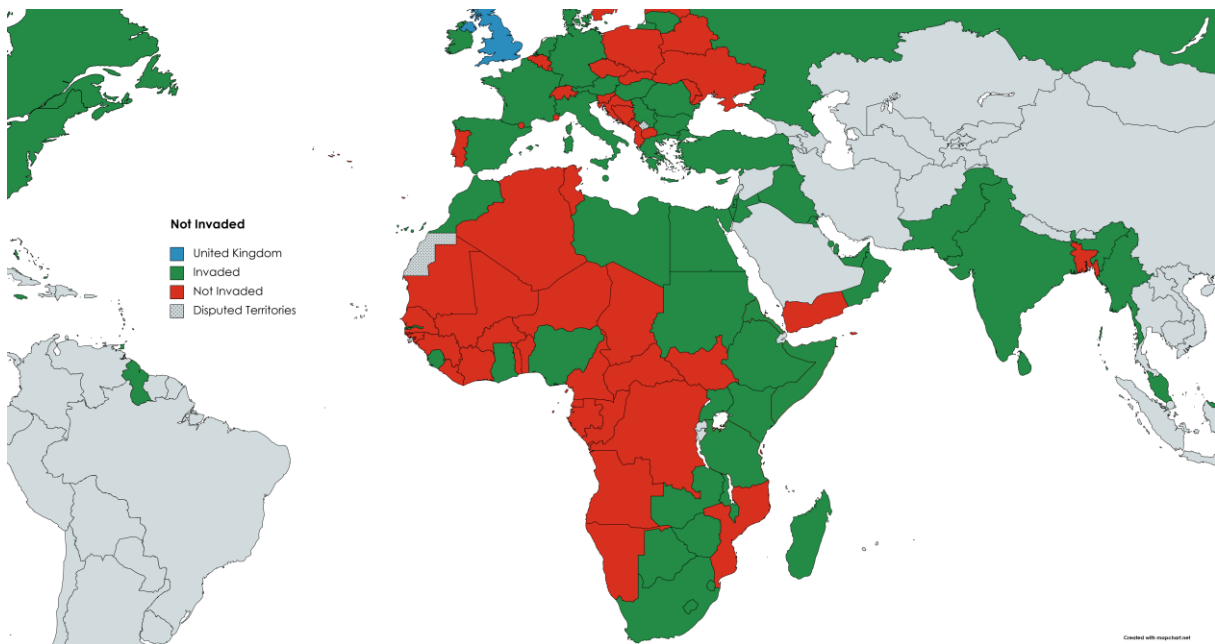 Not Invaded
United Kingdom
Invaded
Not Invaded
Disputed Territories
Created with mapchart.net